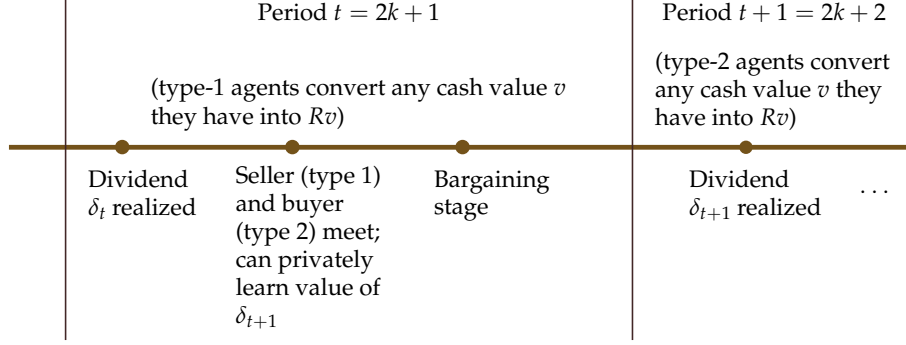 Period t = 2k + 1
Period t + 1 = 2k + 2
(type-1 agents convert any cash value v
they have into Rv)
(type-2 agents convert
any cash value v they
have into Rv)
Dividend
δ_t realized
Seller (type 1)
and buyer
(type 2) meet;
can privately
learn value of
δ_{t+1}
Bargaining
stage
Dividend
δ_{t+1} realized
...